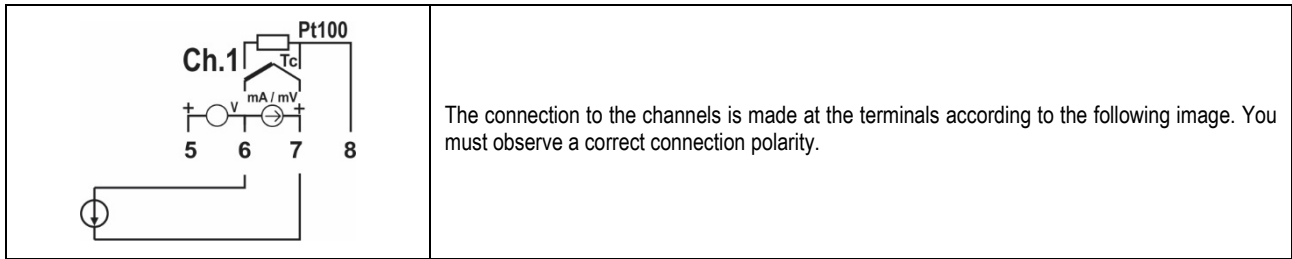 Pt100
Ch.1
Tc
mA / mV
+ V +
5 6 7 8
The connection to the channels is made at the terminals according to the following image. You
must observe a correct connection polarity.